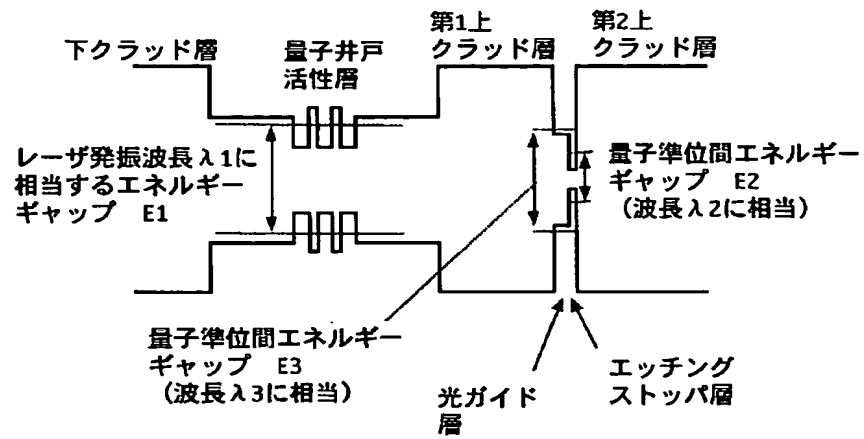 下クラッド層
量子井戸
活性層
第1上
クラッド層
第2上
クラッド層
レーザ発振波長λ1に
相当するエネルギー
ギャップ E1
量子準位間エネルギー
ギャップ E2
(波長λ2に相当)
量子準位間エネルギー
ギャップ E3
(波長λ3に相当)
光ガイド
層
エッチング
ストッパ層